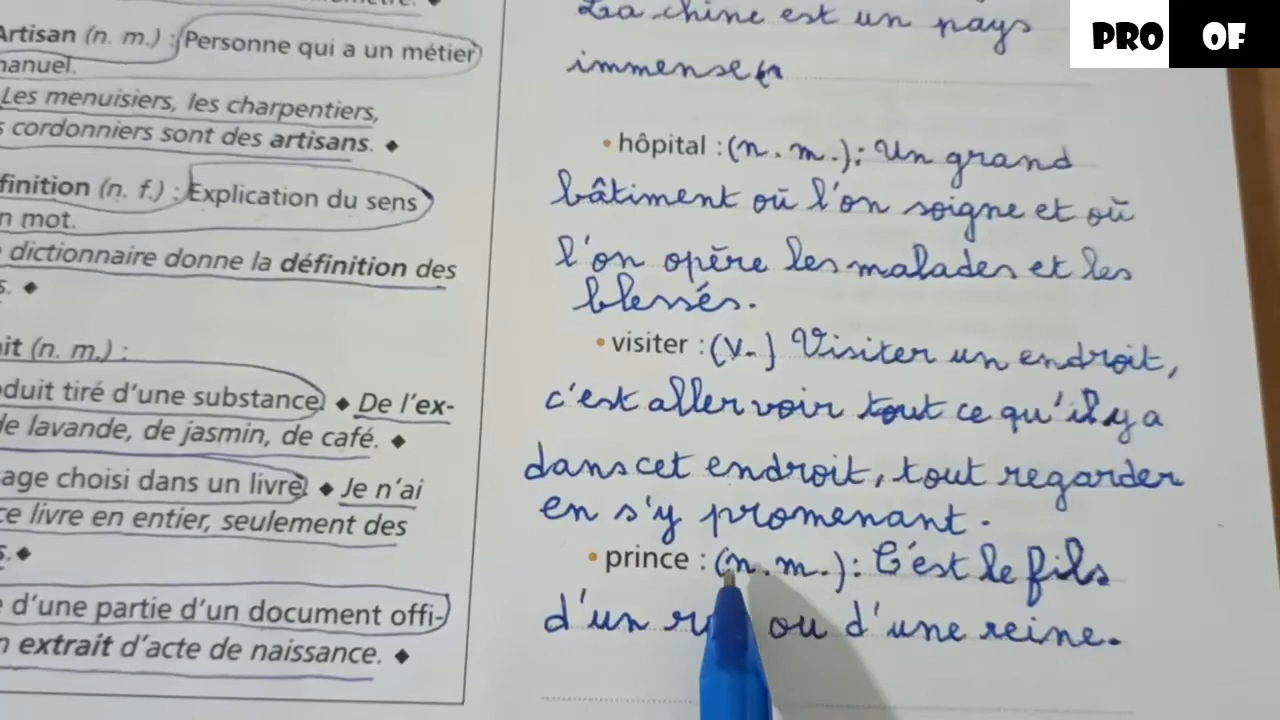 Artisan (n. m.) : Personne qui a un métier
manuel.
Les menuisiers, les charpentiers,
s cordonniers sont des artisans. ◆
finition (n. f.) : Explication du sens
n mot.
dictionnaire donne la définition des
s. ◆
it (n. m.) :
duit tiré d'une substance ◆ De l'ex-
de lavande, de jasmin, de café. ◆
age choisi dans un livre ◆ Je n'ai
ce livre en entier, seulement des
s. ◆
e d'une partie d'un document offi-
n extrait d'acte de naissance. ◆
La chine est un pays
immense
• hôpital : (n. m.) : Un grand
bâtiment où l'on soigne et où
l'on opère les malades et les
blessés.
• visiter : (v.) Visiter un endroit,
c'est aller voir tout ce qu'il y a
dans cet endroit, tout regarder
en s'y promenant.
• prince : (n. m.) : C'est le fils
d'un ou d'une reine.
PRO OF